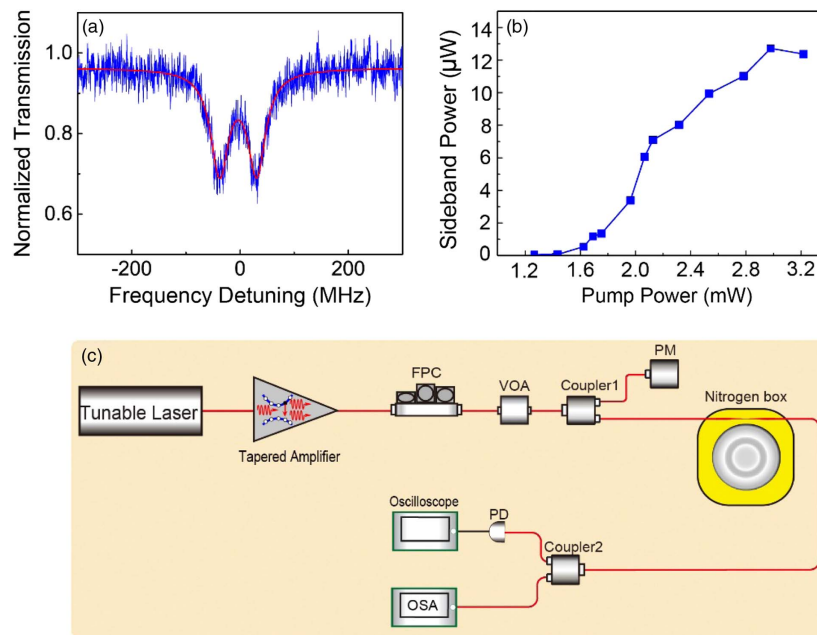 (a)
1.0
0.8
0.6
Normalized Transmission
-200
0
200
Frequency Detuning (MHz)
(b)
14
12
10
8
6
4
2
0
Sideband Power (μW)
1.2
1.6
2.0
2.4
2.8
3.2
Pump Power (mW)
(c)
Tunable Laser
Tapered Amplifier
FPC
VOA
Coupler1
PM
Nitrogen box
Oscilloscope
PD
Coupler2
OSA